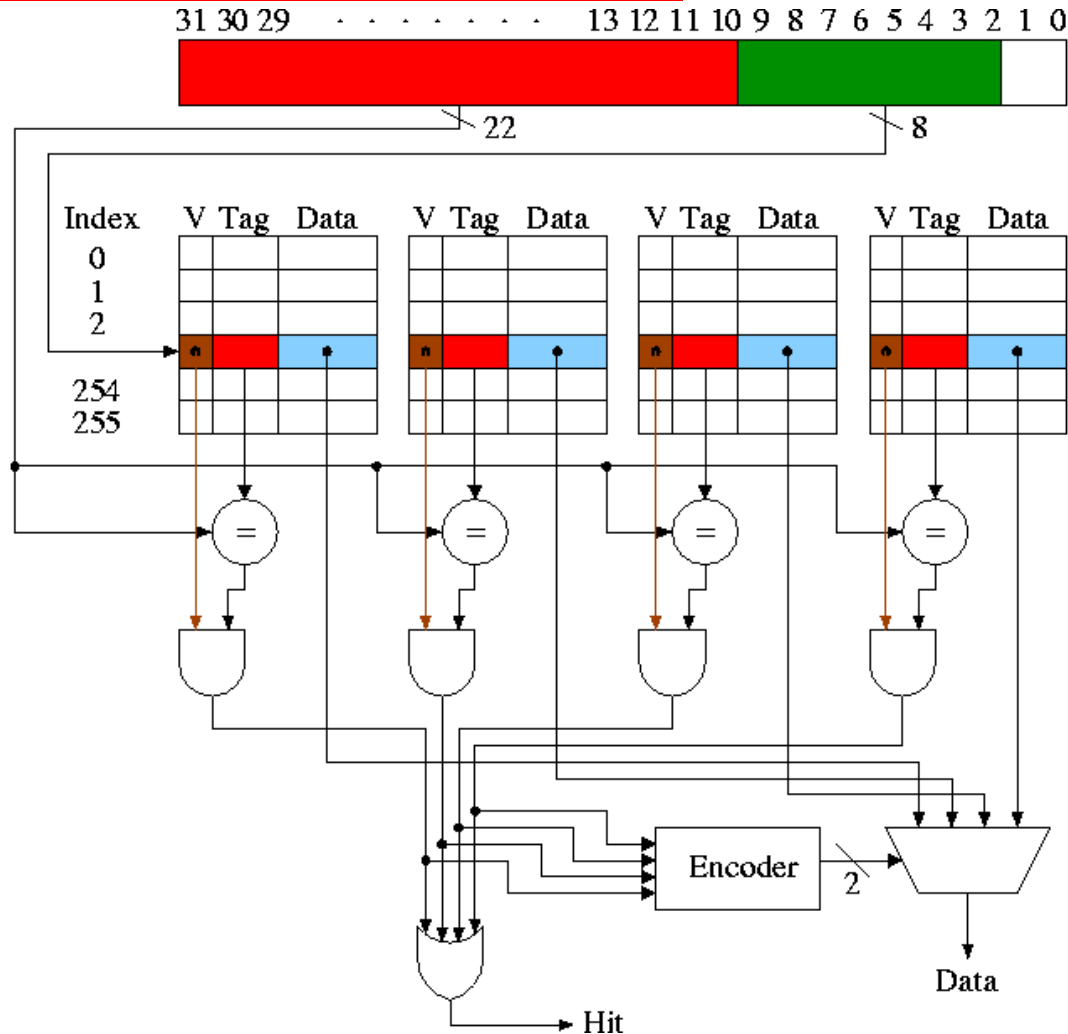 31 30 29 . . . . . . . 13 12 11 10 9 8 7 6 5 4 3 2 1 0
22 8
Index V Tag Data V Tag Data V Tag Data V Tag Data
0
1
2
254
255
= = = =
Encoder
2
Data
Hit